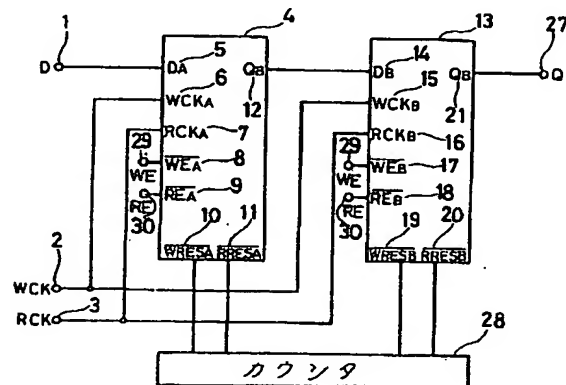 4
13
1
27
D
5
DA
QB
14
DB
QB
Q
6
12
15
21
WCKA
WCKB
RCKA
7
RCKB
16
29
WEA
8
29
WEB
17
WE
WE
REA
9
REB
18
RE
RE
30
10
11
30
19
20
WRESA
RRESA
WRESB
RRESB
2
WCK
3
RCK
28
カウンタ